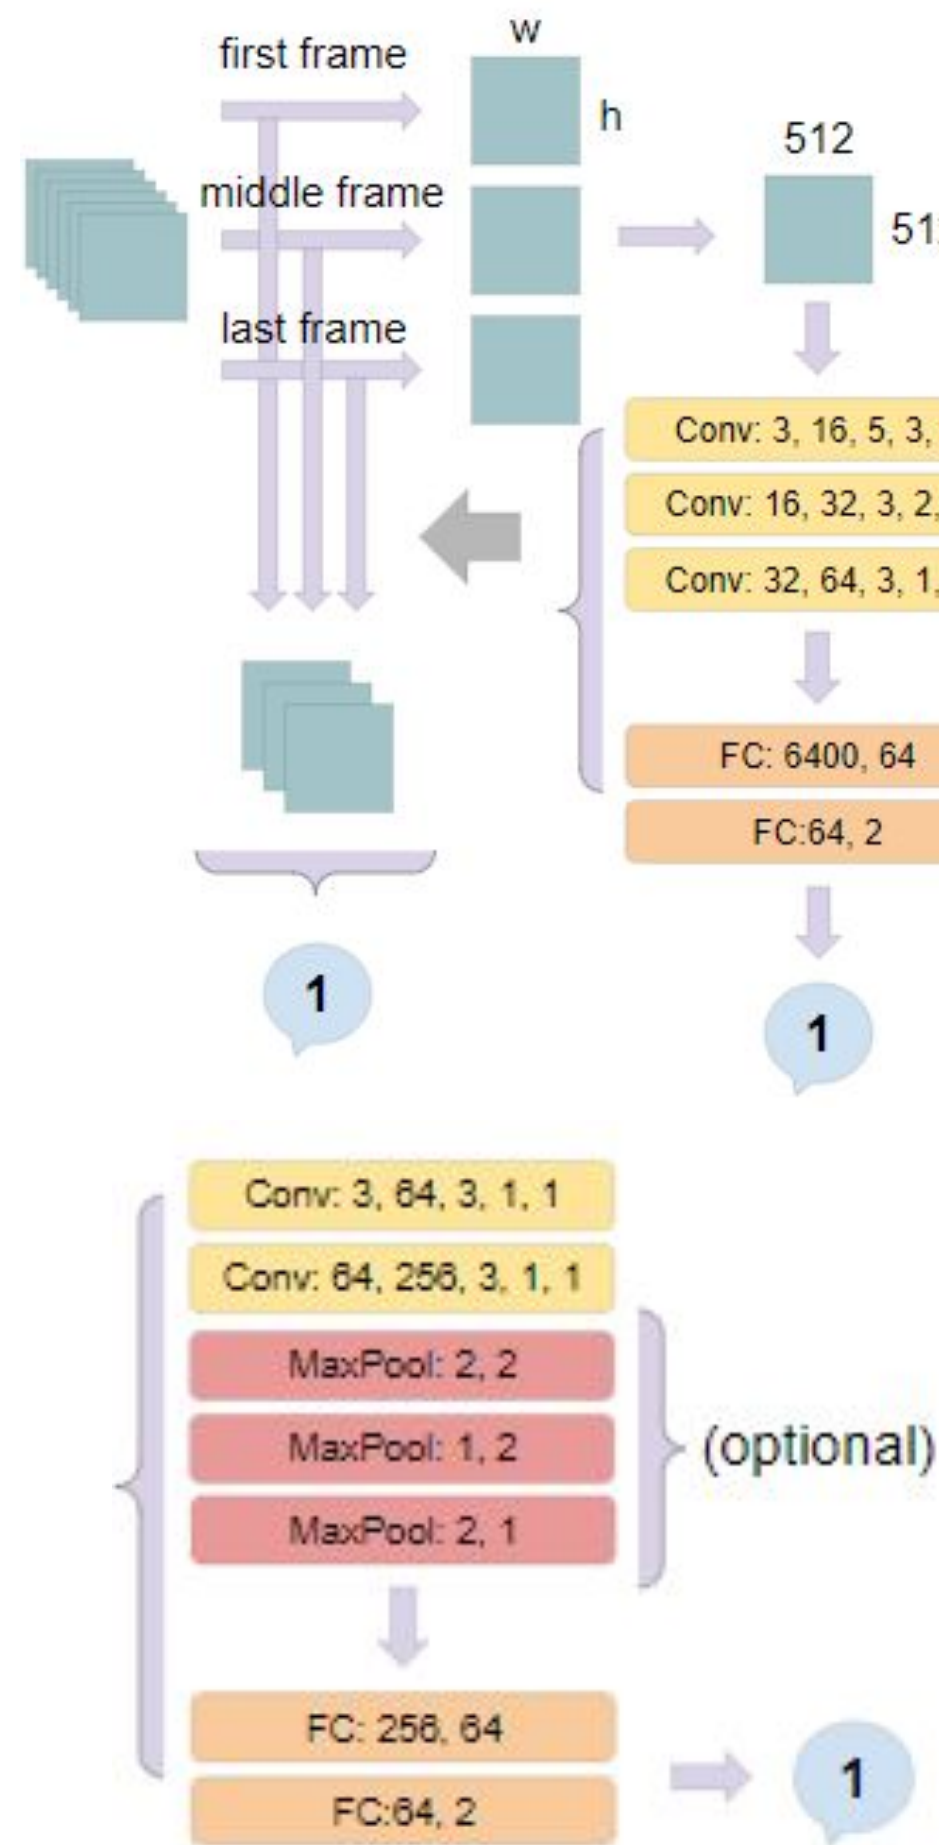 first frame
w
h
512
middle frame
51
last frame
Conv: 3, 16, 5, 3,
Conv: 16, 32, 3, 2,
Conv: 32, 64, 3, 1,
FC: 6400, 64
FC:64, 2
1
1
Conv: 3, 64, 3, 1, 1
Conv: 64, 256, 3, 1, 1
MaxPool: 2, 2
MaxPool: 1, 2
(optional)
MaxPool: 2, 1
FC: 256, 64
FC:64, 2
1